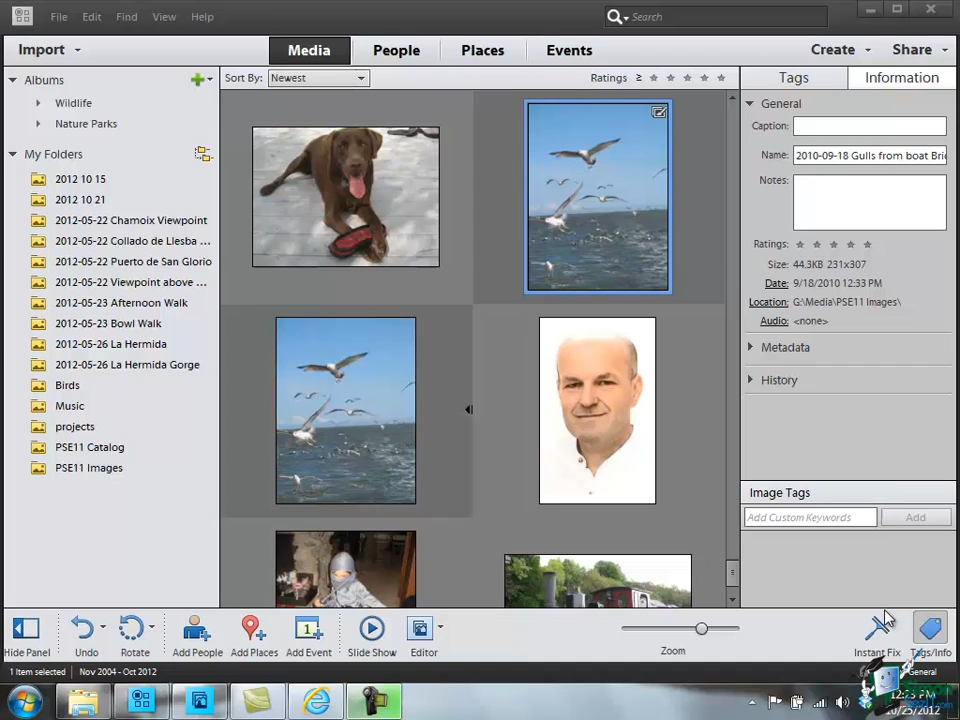 File Edit Find View Help
Search
Import
Media People Places Events
Create Share
Albums
Wildlife
Nature Parks
My Folders
2012 10 15
2012 10 21
2012-05-22 Chamoix Viewpoint
2012-05-22 Collado de Llesba ...
2012-05-22 Puerto de San Glorio
2012-05-22 Viewpoint above ...
2012-05-23 Afternoon Walk
2012-05-23 Bowl Walk
2012-05-26 La Hermida
2012-05-26 La Hermida Gorge
Birds
Music
projects
PSE11 Catalog
PSE11 Images
Sort By: Newest
Ratings ≥
Tags Information
General
Caption:
Name: 2010-09-18 Gulls from boat Bri
Notes:
Ratings:
Size: 44.3KB 231x307
Date: 9/18/2010 12:33 PM
Location: G:\Media\PSE11 Images\
Audio: <none>
Metadata
History
Image Tags
Add Custom Keywords Add
Hide Panel Undo Rotate Add People Add Places Add Event Slide Show Editor Zoom Instant Fix Tags/Info
1 Item selected Nov 2004 - Oct 2012
General
12:23 PM
10/25/2012